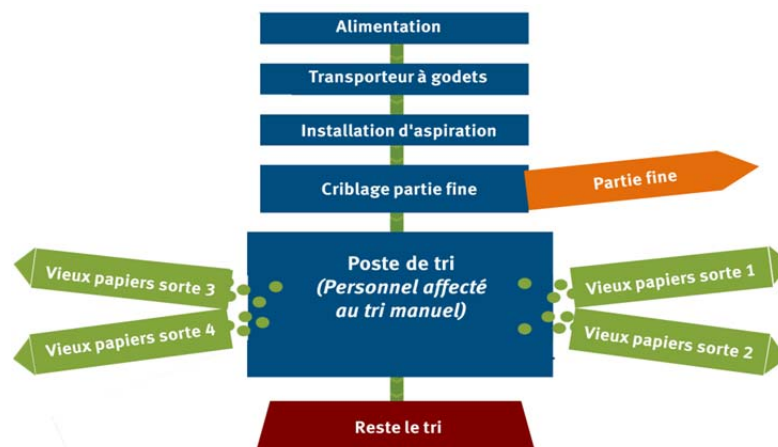 Alimentation
Transporteur à godets
Installation d'aspiration
Criblage partie fine
Partie fine
Poste de tri
(Personnel affecté
au tri manuel)
Vieux papiers sorte 3
Vieux papiers sorte 4
Vieux papiers sorte 1
Vieux papiers sorte 2
Reste le tri